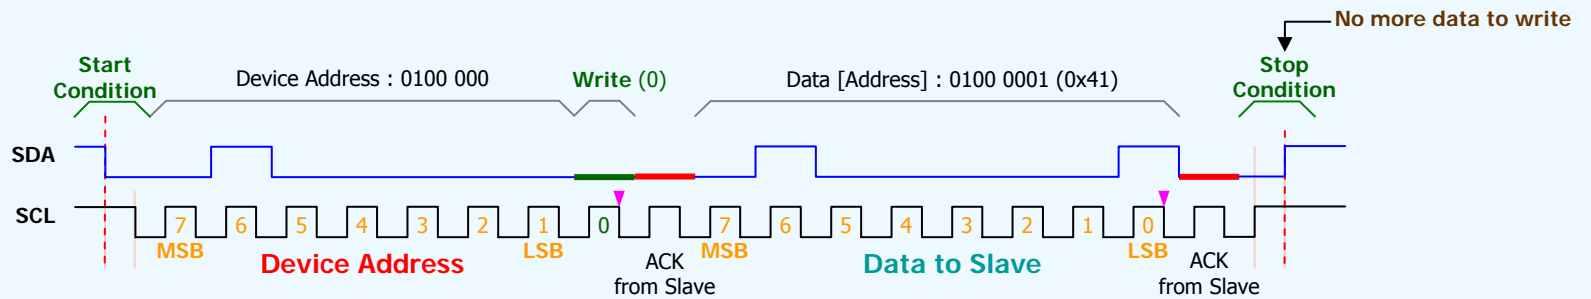 No more data to write
Start
Condition
Device Address : 0100 000
Write (0)
Data [Address] : 0100 0001 (0x41)
Stop
Condition
SDA
SCL
7 6 5 4 3 2 1 0 7 6 5 4 3 2 1 0
MSB LSB MSB LSB
Device Address
ACK
from Slave
Data to Slave
ACK
from Slave